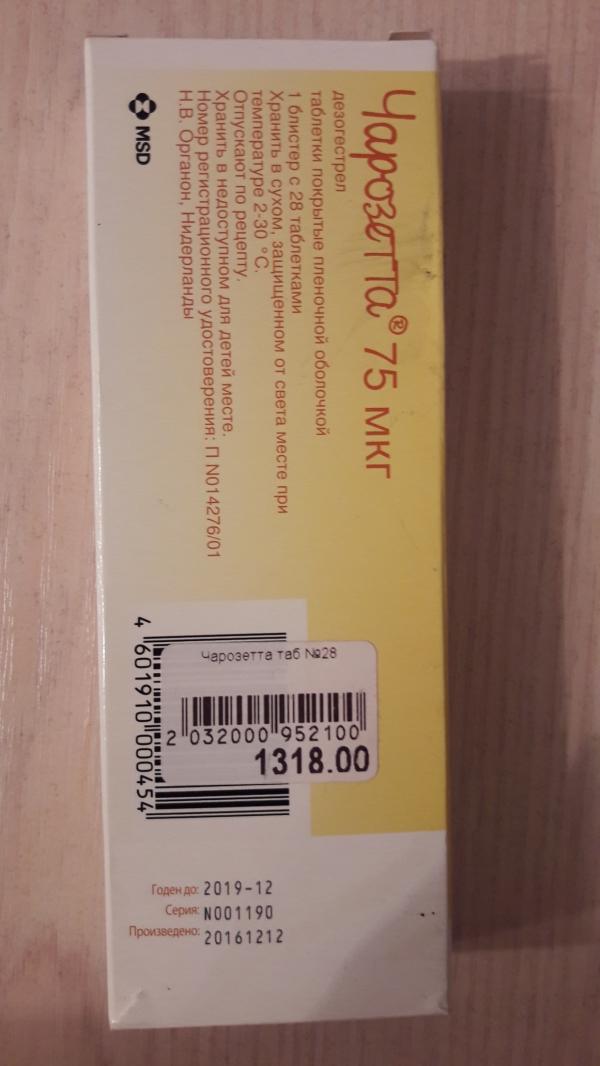 Чарозетта® 75 мкг
дезогестрел
таблетки покрытые пленочной оболочкой
1 блистер с 28 таблетками
Хранить в сухом, защищенном от света месте при
температуре 2-30 °C.
Отпускают по рецепту.
Хранить в недоступном для детей месте.
Номер регистрационного удостоверения: П N014276/01
Н.В. Органон, Нидерланды
MSD
Чарозетта таб №28
2 032000 952100
1318.00
4 601910 000454
Годен до: 2019-12
Серия: N001190
Произведено: 20161212